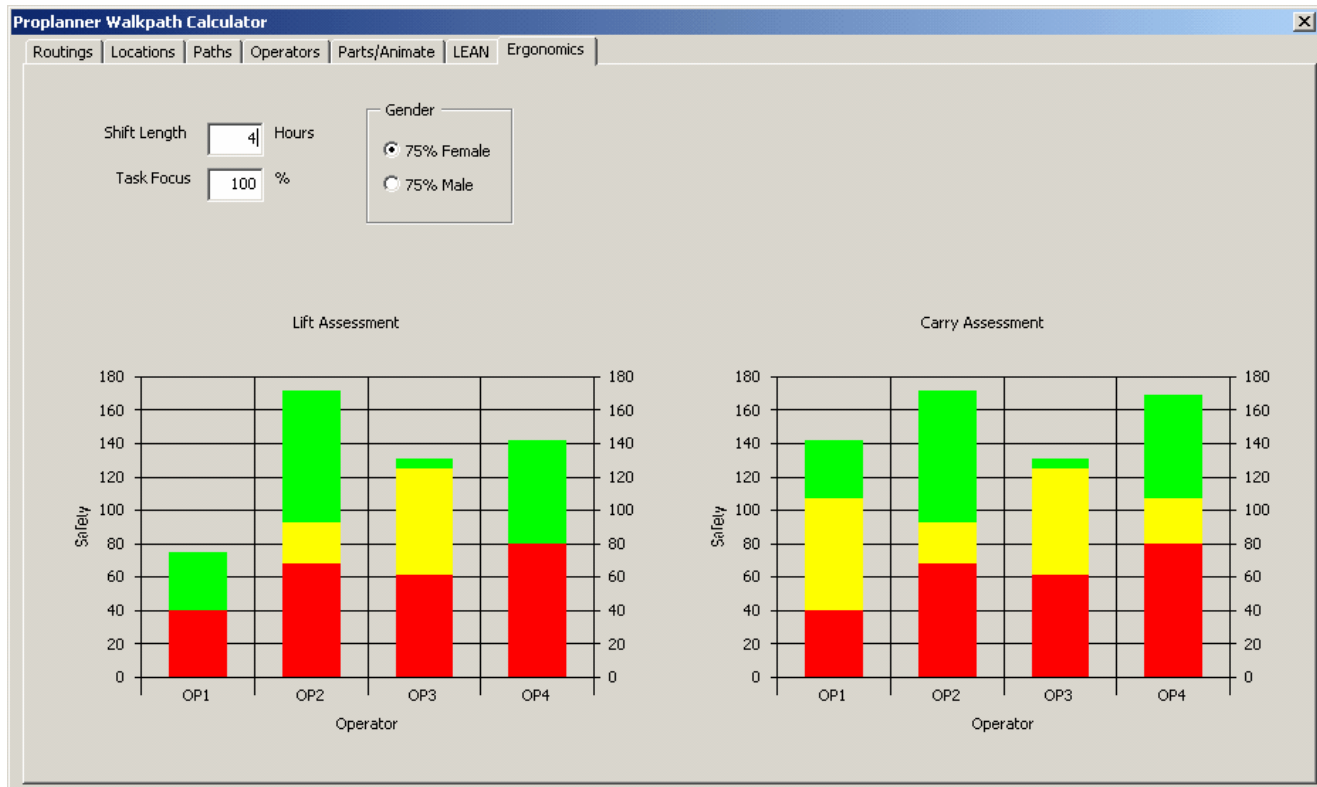 Proplanner Walkpath Calculator
Routings Locations Paths Operators Parts/Animate LEAN Ergonomics
Gender
Shift Length 4 Hours
75% Female
Task Focus 100 %
75% Male
Lift Assessment
180 180
160 160
140 140
120 120
100 100
80 80
60 60
40 40
20 20
0 0
Safety
OP1 OP2 OP3 OP4
Operator
Carry Assessment
180 180
160 160
140 140
120 120
100 100
80 80
60 60
40 40
20 20
0 0
Safety
OP1 OP2 OP3 OP4
Operator